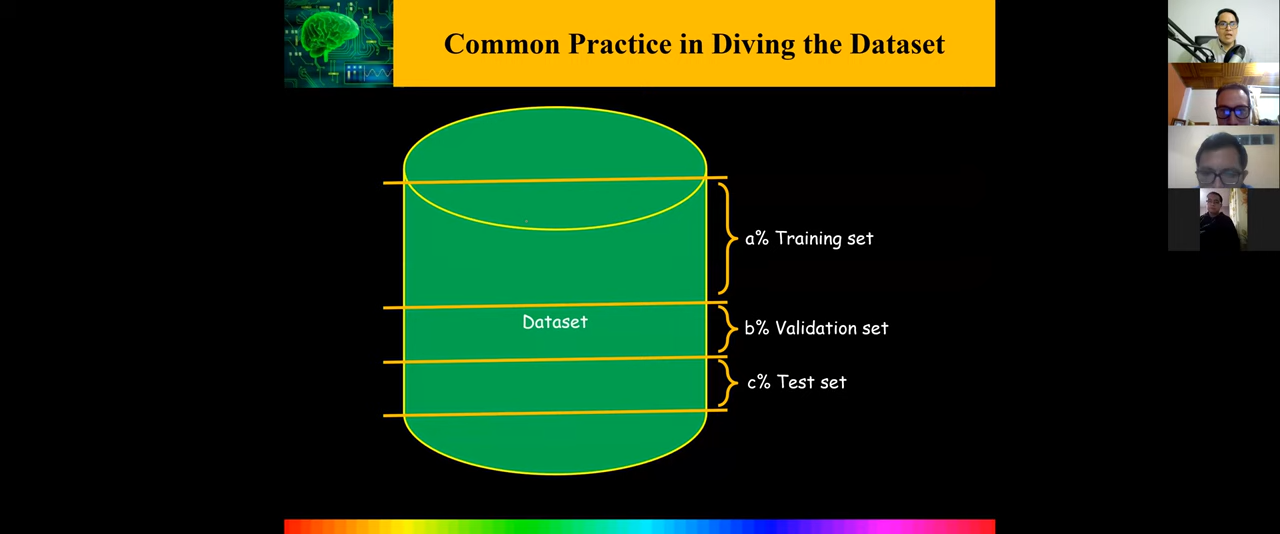 Common Practice in Diving the Dataset
a% Training set
Dataset
b% Validation set
c% Test set